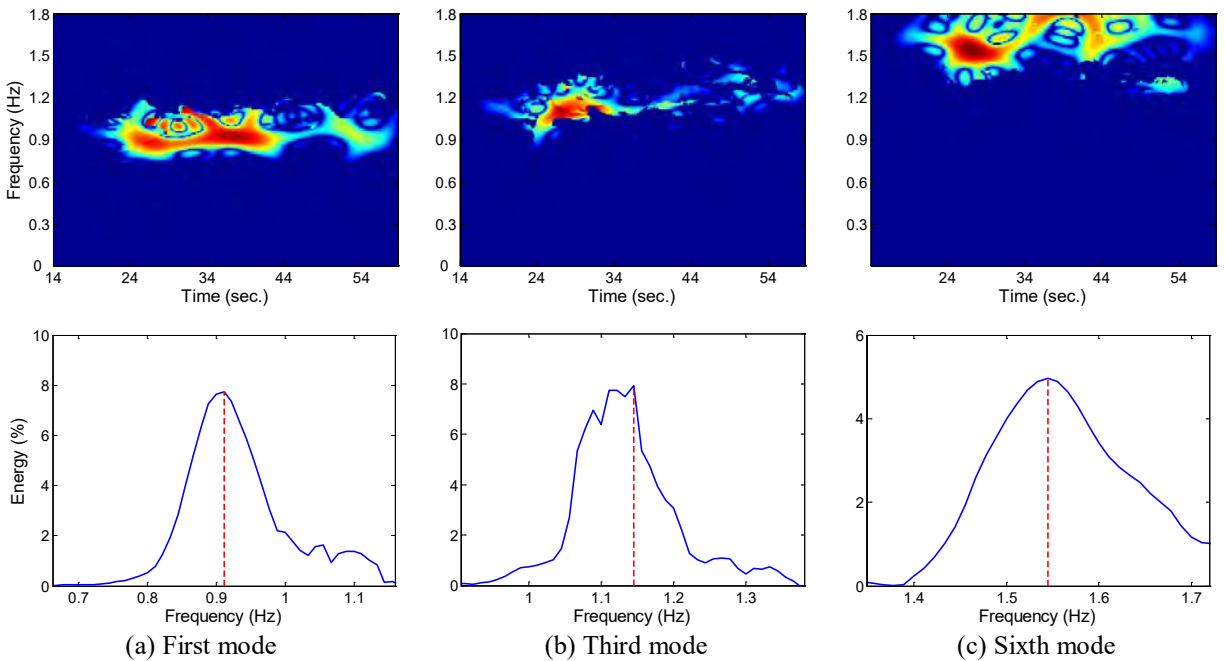 1.8
1.5
1.2
0.9
0.6
0.3
0
Frequency (Hz)
14 24 34 44 54
Time (sec.)
1.8
1.5
1.2
0.9
0.6
0.3
0
14 24 34 44 54
Time (sec.)
1.8
1.5
1.2
0.9
0.6
0.3
0
24 34 44 54
Time (sec.)
10
8
6
4
2
0
Energy (%)
0.7 0.8 0.9 1 1.1
Frequency (Hz)
(a) First mode
10
8
6
4
2
0
1 1.1 1.2 1.3
Frequency (Hz)
(b) Third mode
6
4
2
0
1.4 1.5 1.6 1.7
Frequency (Hz)
(c) Sixth mode